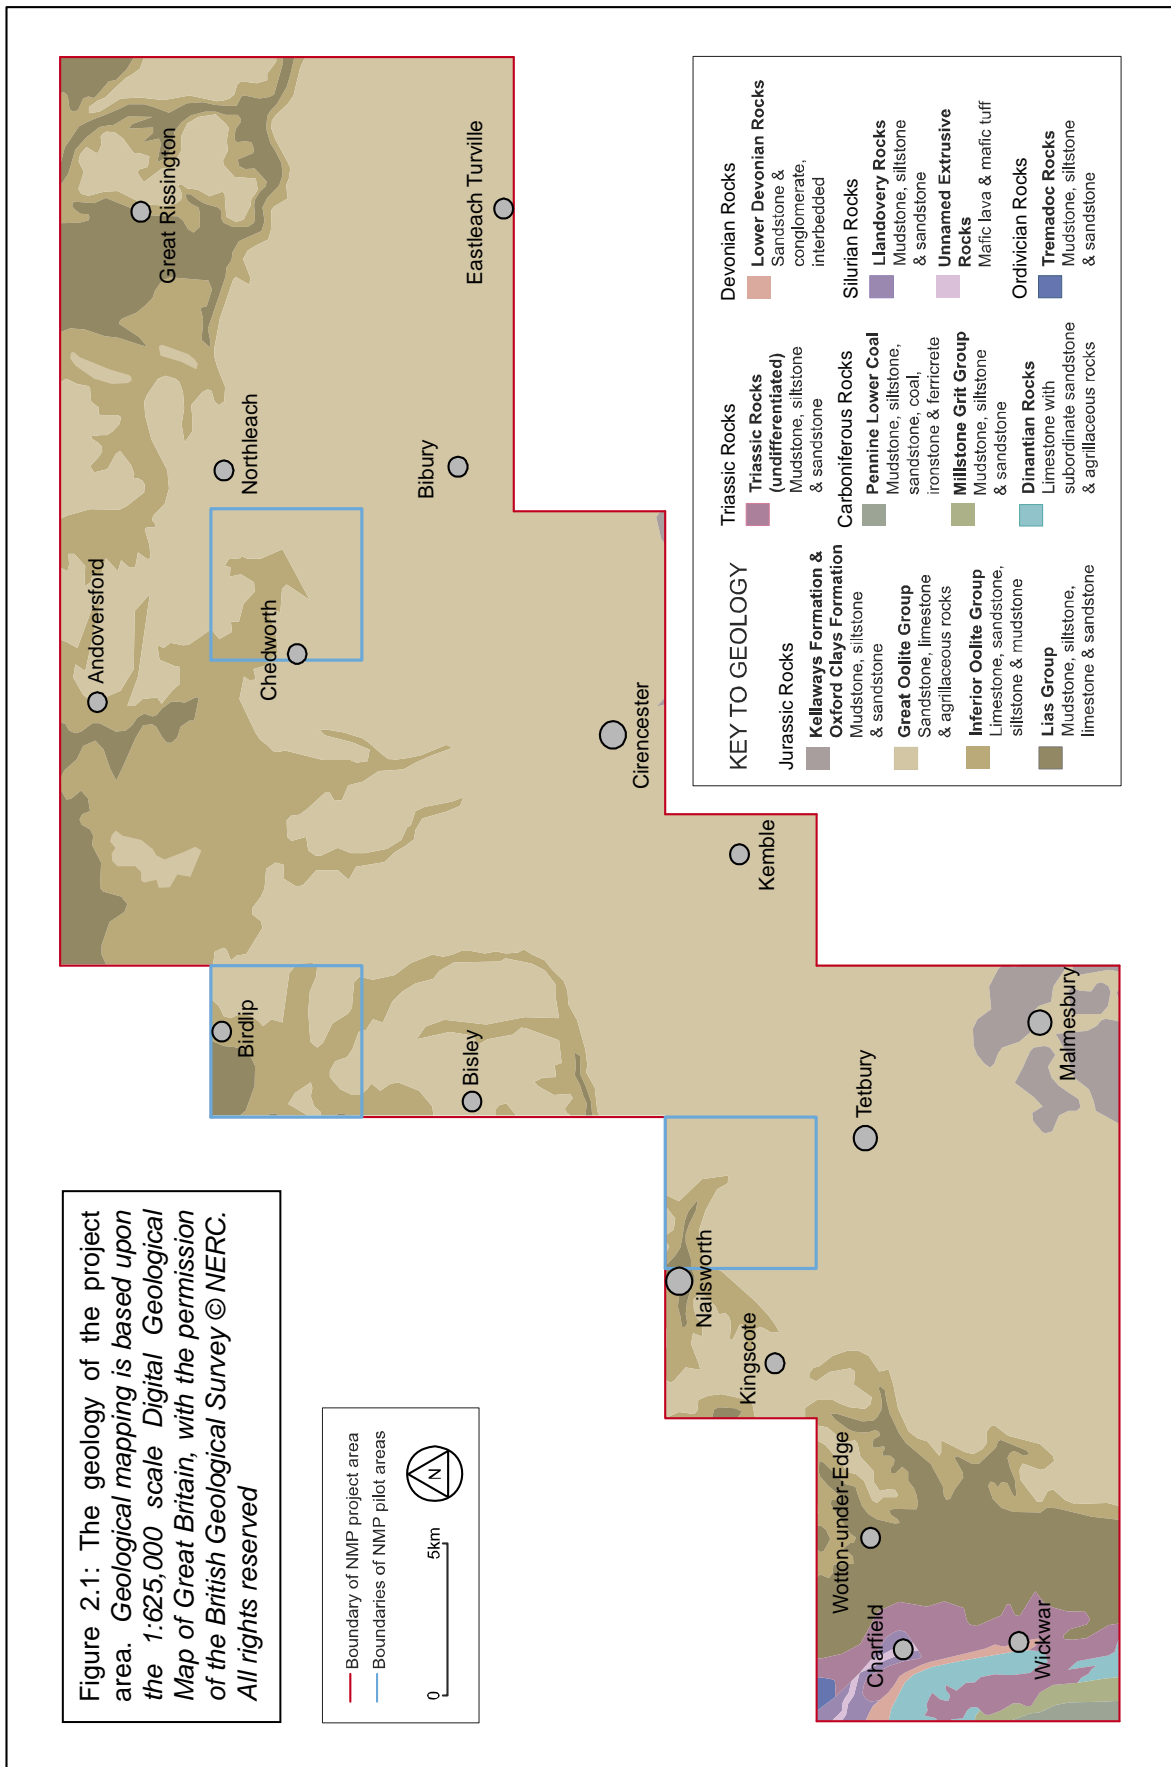 Figure 2.1: The geology of the project
area. Geological mapping is based upon
the 1:625,000 scale Digital Geological
Map of Great Britain, with the permission
of the British Geological Survey © NERC.
All rights reserved
Boundary of NMP project area
Boundaries of NMP pilot areas
0
5km
N
Andoversford
Great Rissington
Birdlip
Chedworth
Northleach
Bisley
Bibury
Eastleach Turville
Cirencester
Nailsworth
Kingscote
Kemble
Tetbury
Wotton-under-Edge
Charfield
Wickwar
Malmesbury
KEY TO GEOLOGY
Jurassic Rocks
Kellaways Formation &
Oxford Clays Formation
Mudstone, siltstone
& sandstone
Great Oolite Group
Sandstone, limestone
& agrillaceous rocks
Inferior Oolite Group
Limestone, sandstone,
siltstone & mudstone
Lias Group
Mudstone, siltstone,
limestone & sandstone
Triassic Rocks
Triassic Rocks
(undifferentiated)
Mudstone, siltstone
& sandstone
Carboniferous Rocks
Pennine Lower Coal
Mudstone, siltstone,
sandstone, coal,
ironstone & ferricrete
Millstone Grit Group
Mudstone, siltstone
& sandstone
Dinantian Rocks
Limestone with
subordinate sandstone
& agrillaceous rocks
Devonian Rocks
Lower Devonian Rocks
Sandstone &
conglomerate,
interbedded
Silurian Rocks
Llandovery Rocks
Mudstone, siltstone
& sandstone
Unnamed Extrusive
Rocks
Mafic lava & mafic tuff
Ordivician Rocks
Tremadoc Rocks
Mudstone, siltstone
& sandstone